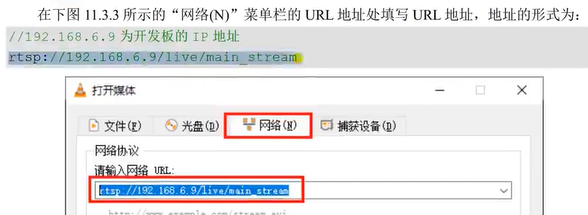 在下图 11.3.3 所示的“网络(N)”菜单栏的 URL 地址处填写 URL 地址，地址的形式为：
//192.168.6.9 为开发板的 IP 地址
rtsp://192.168.6.9/live/main_stream
打开媒体
文件(F)
光盘(D)
网络(N)
捕获设备(D)
网络协议
请输入网络 URL:
rtsp://192.168.6.9/live/main_stream